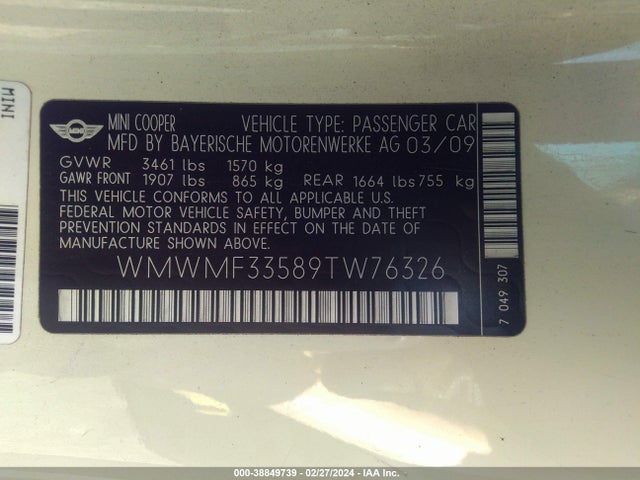 MINI
MINI
MINI COOPER VEHICLE TYPE: PASSENGER CAR
MFD BY BAYERISCHE MOTORENWERKE AG 03/09
GVWR 3461 lbs 1570 kg
GAWR FRONT 1907 lbs 865 kg REAR 1664 lbs 755 kg
THIS VEHICLE CONFORMS TO ALL APPLICABLE U.S.
FEDERAL MOTOR VEHICLE SAFETY, BUMPER AND THEFT
PREVENTION STANDARDS IN EFFECT ON THE DATE OF
MANUFACTURE SHOWN ABOVE.
WMWMF33589TW76326
7 049 307
000-38849739 - 02/27/2024 - IAA Inc.